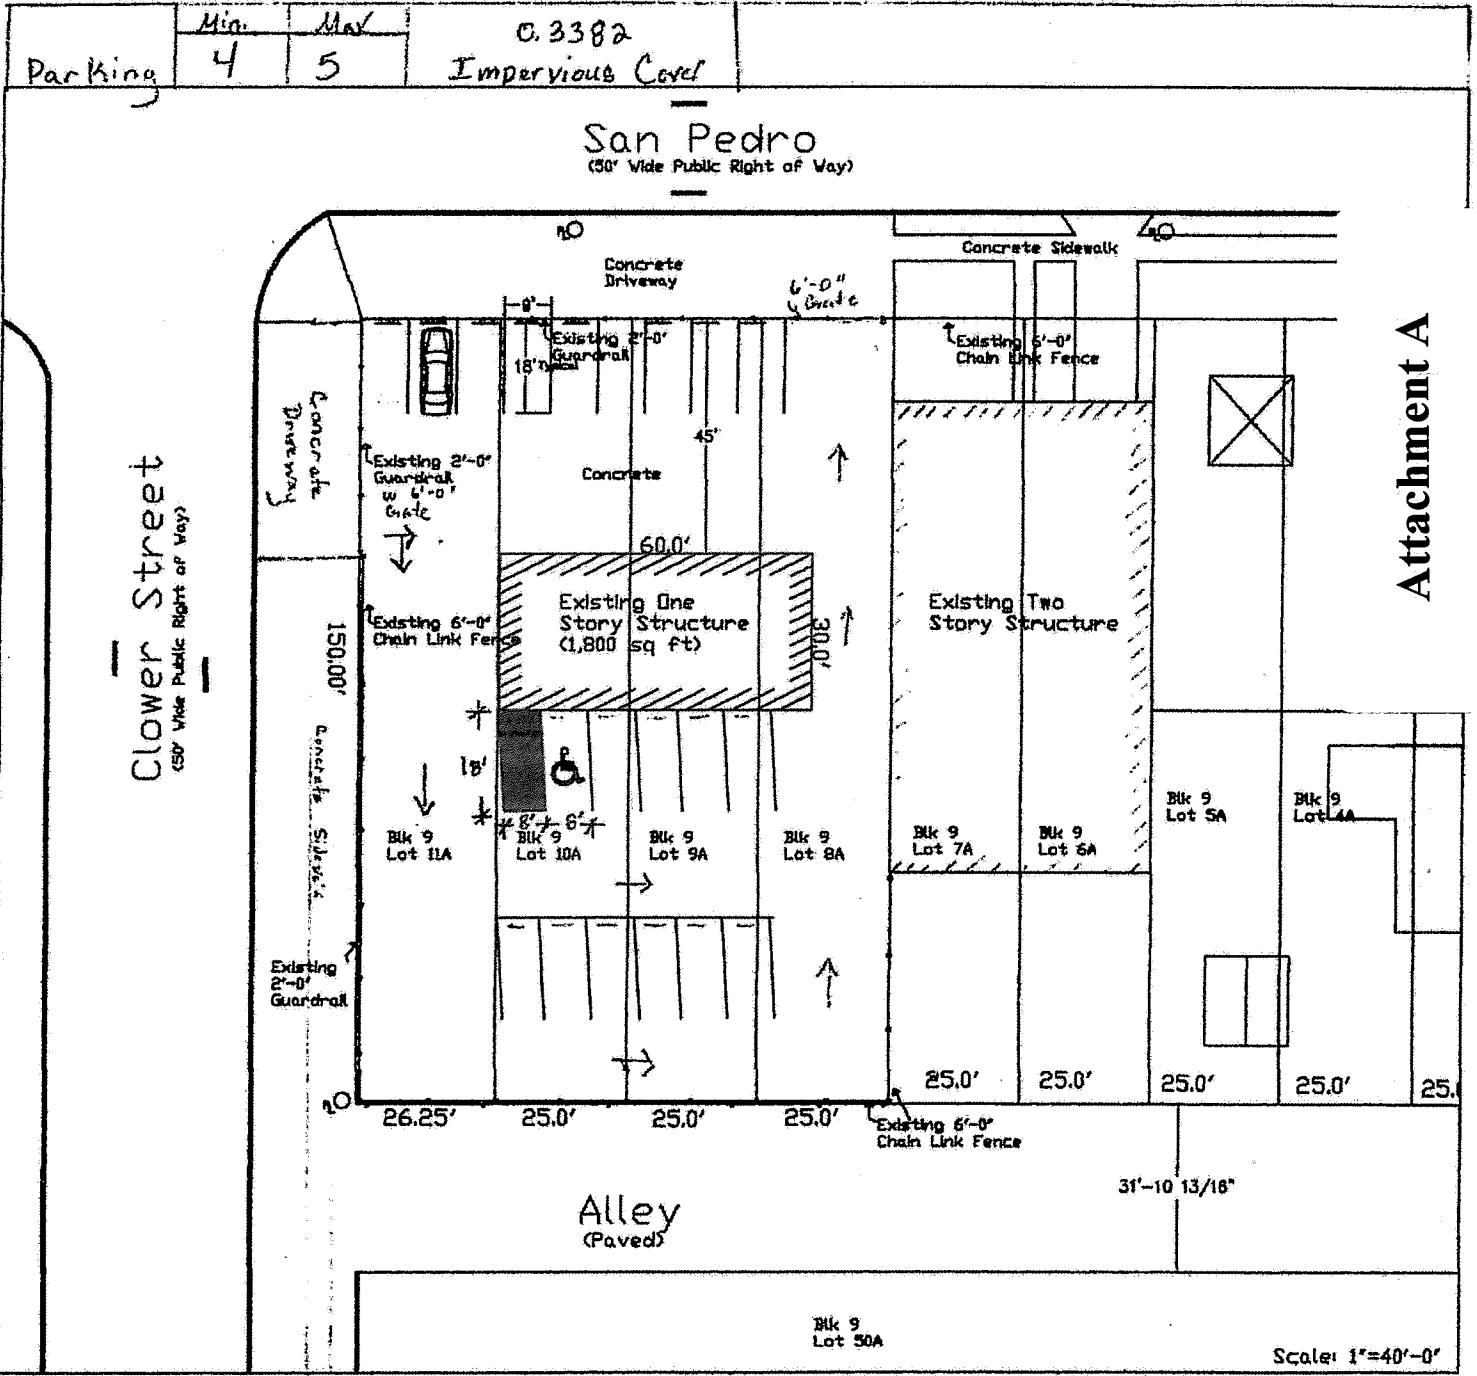 Min. Max
Parking 4 5
0.3382
Impervious Cover
San Pedro
(50' Wide Public Right of Way)
Concrete
Driveway
Concrete Sidewalk
6'-0"
Gate
8'
Existing 2'-0"
Guardrail
18' Typical
Existing 6'-0"
Chain Link Fence
Attachment A
Concrete
Driveway
45'
Existing 2'-0"
Guardrail
w 6'-0"
Gate
Concrete
Clower Street
(50' Wide Public Right of Way)
60.0'
Existing One
Story Structure
(1,800 sq ft)
30.0'
Existing Two
Story Structure
Existing 6'-0"
Chain Link Fence
150.00'
Concrete
18'
8' 8'
Blk 9
Lot 11A
Blk 9
Lot 10A
Blk 9
Lot 9A
Blk 9
Lot 8A
Blk 9
Lot 7A
Blk 9
Lot 6A
Blk 9
Lot 5A
Blk 9
Lot 4A
Existing
2'-0"
Guardrail
26.25' 25.0' 25.0' 25.0' 25.0' 25.0' 25.0' 25.0'
Existing 6'-0"
Chain Link Fence
31'-10 13/16"
Alley
(Paved)
Blk 9
Lot 50A
Scale: 1"=40'-0"